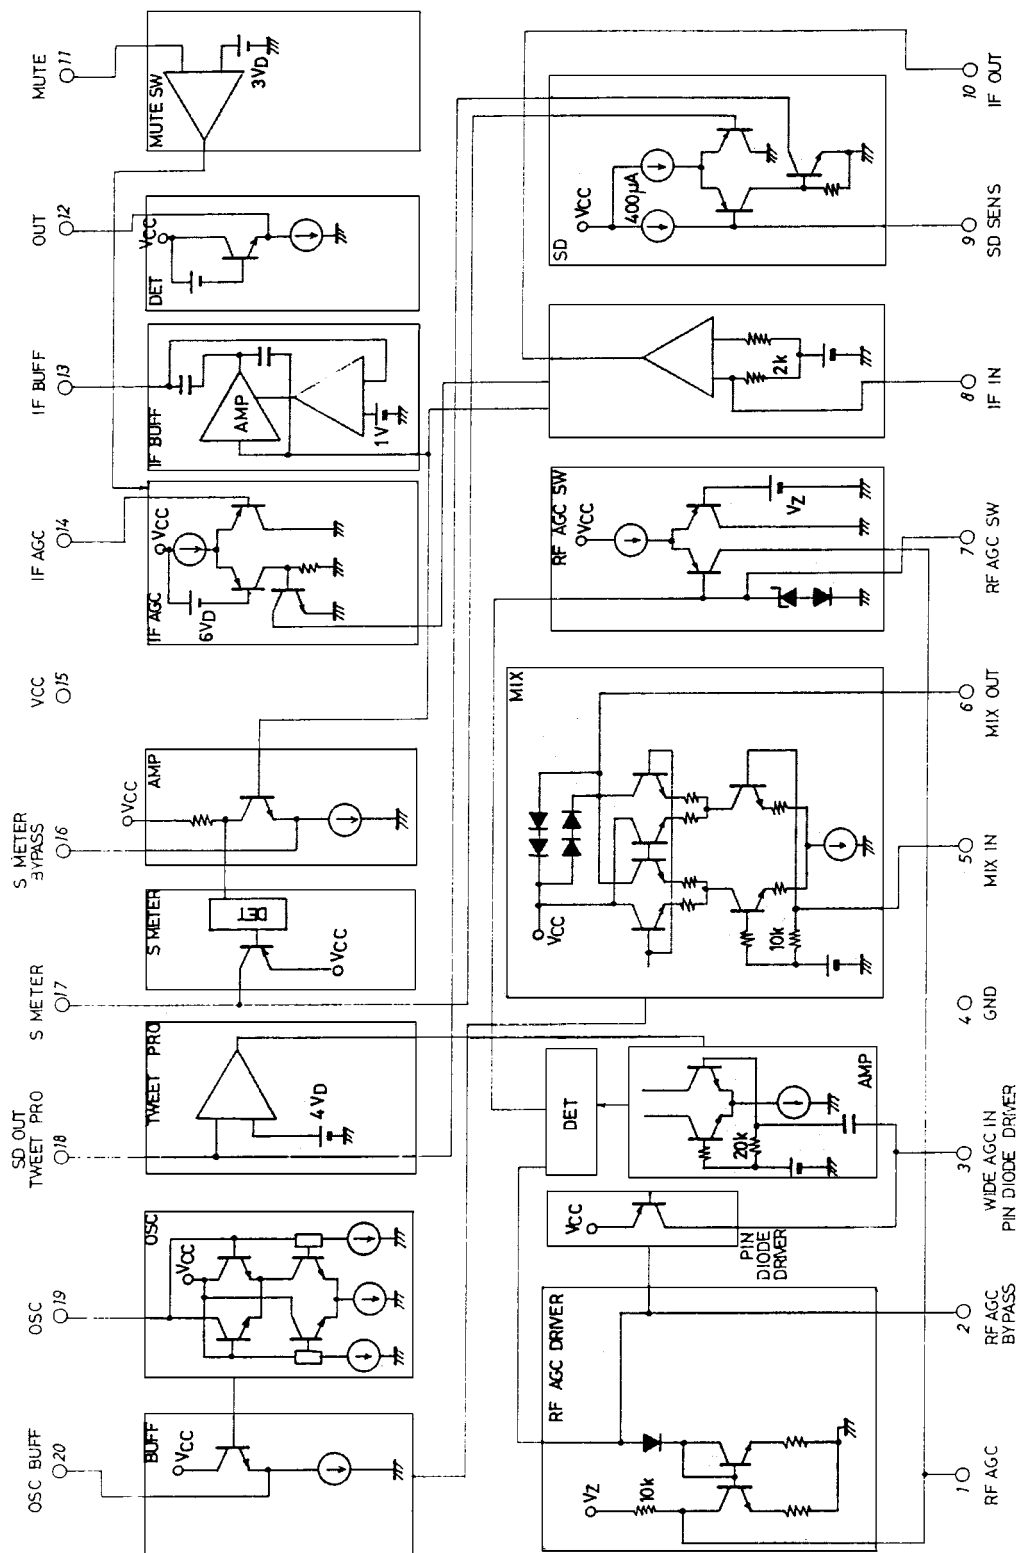 MUTE
11
MUTE SW
3VD
OUT
12
VCC
DET
IF BUFF
13
IF BUFF
AMP
1V
IF AGC
14
VCC
IF AGC
6VD
VCC
15
S METER
BYPASS
16
VCC
AMP
S METER
17
S METER
DET
VCC
SD OUT
TWEET PRO
18
TWEET PRO
4VD
OSC
19
OSC
VCC
OSC BUFF
20
BUFF
VCC
10
IF OUT
SD
VCC
400μA
9
SD SENS
2k
8
IF IN
RF AGC SW
VCC
VZ
7
RF AGC SW
MIX
VCC
10k
6
MIX OUT
5
MIX IN
4
GND
DET
AMP
20k
3
WIDE AGC IN
PIN DIODE DRIVER
VCC
PIN
DIODE
DRIVER
RF AGC DRIVER
VZ
10k
2
RF AGC
BYPASS
1
RF AGC